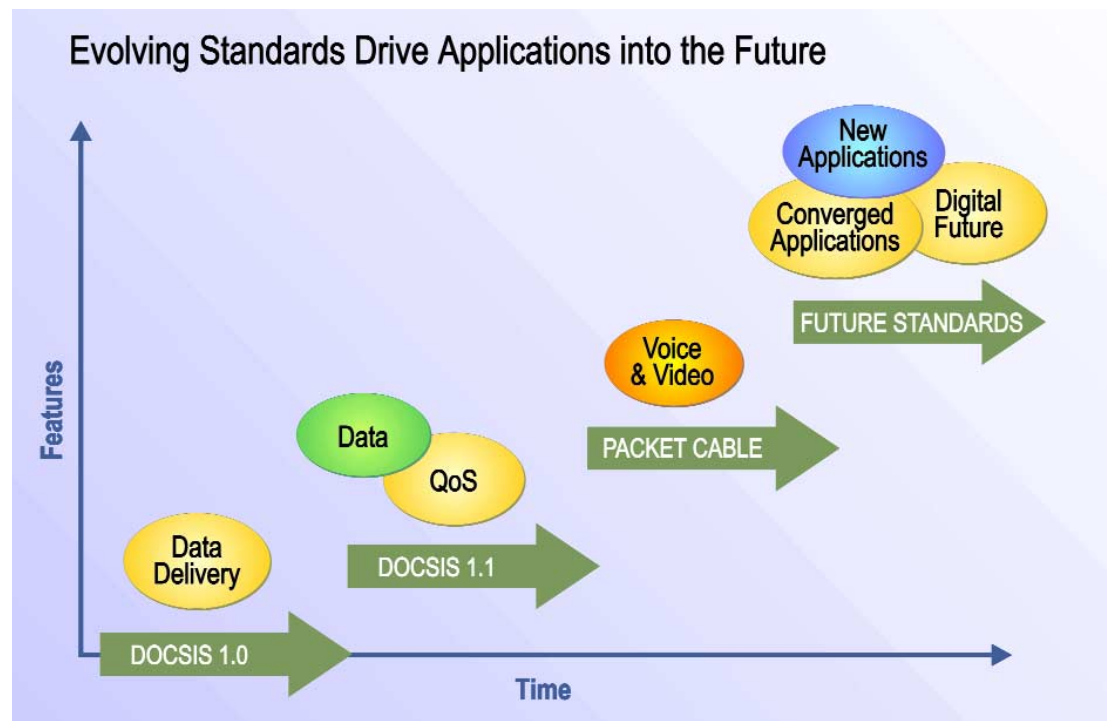 Evolving Standards Drive Applications into the Future
New
Applications
Converged
Applications
Digital
Future
FUTURE STANDARDS
Voice
& Video
PACKET CABLE
Data
QoS
DOCSIS 1.1
Data
Delivery
DOCSIS 1.0
Features
Time